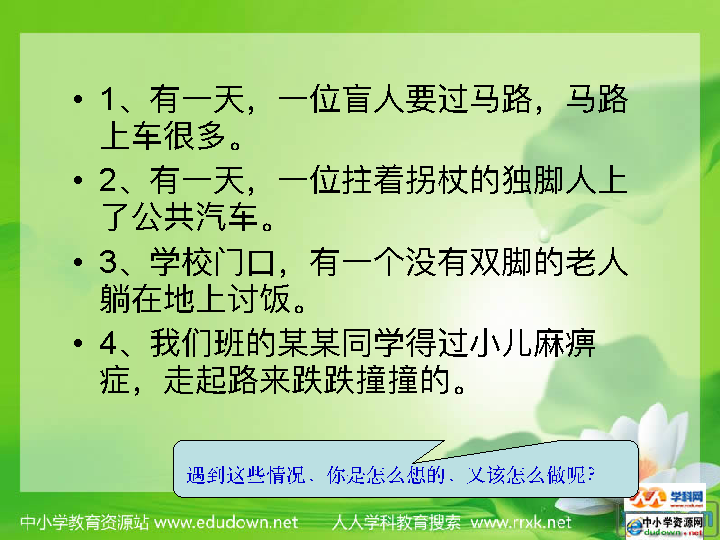 • 1、有一天，一位盲人要过马路，马路
上车很多。
• 2、有一天，一位拄着拐杖的独脚人上
了公共汽车。
• 3、学校门口，有一个没有双脚的老人
躺在地上讨饭。
• 4、我们班的某某同学得过小儿麻痹
症，走起路来跌跌撞撞的。
遇到这些情况、你是怎么想的、又该怎么做呢？
中小学教育资源站 www.edudown.net 人人学科教育搜索 www.rrxk.net
学科网
www.rrxk.net
中小学资源网
edudown.net